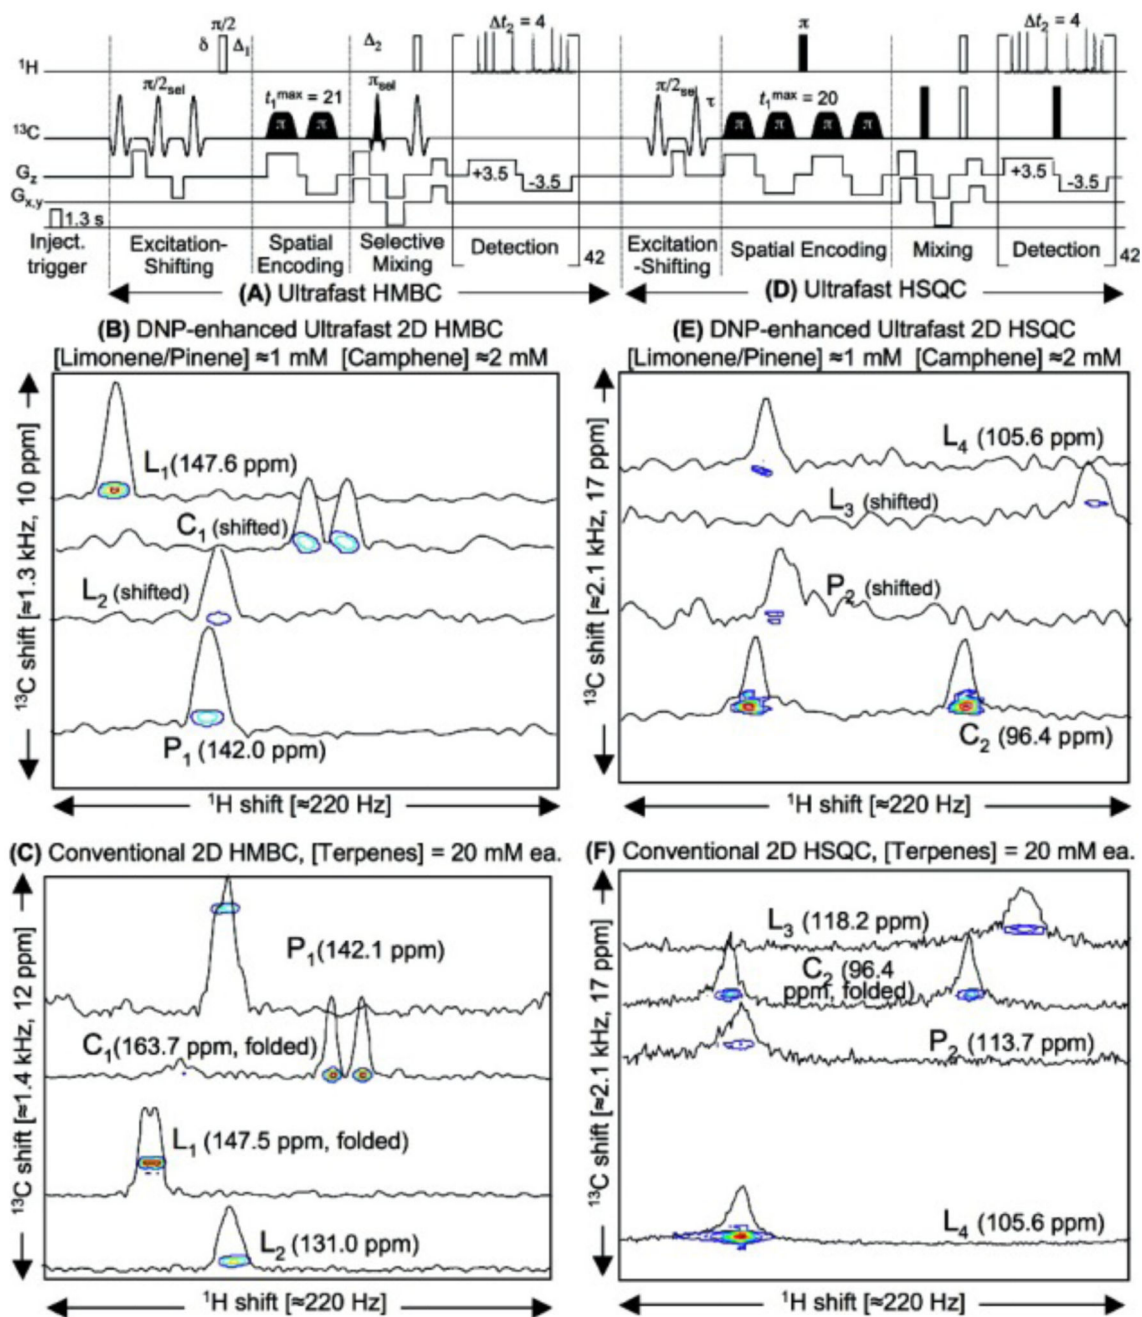 π/2 Δt₂ = 4 π Δt₂ = 4
δ Δ₁ Δ₂
¹H
π/2sel t₁ᵐᵃˣ = 21 πsel π/2sel τ t₁ᵐᵃˣ = 20
¹³C π π π π π π
Gz +3.5 -3.5 +3.5 -3.5
Gx,y
1.3 s
Inject. trigger Excitation-Shifting Spatial Encoding Selective Mixing Detection 42 Excitation -Shifting Spatial Encoding Mixing Detection 42
(A) Ultrafast HMBC (D) Ultrafast HSQC
(B) DNP-enhanced Ultrafast 2D HMBC
[Limonene/Pinene] ≈1 mM [Camphene] ≈2 mM
¹³C shift [≈1.3 kHz, 10 ppm]
L₁(147.6 ppm)
C₁ (shifted)
L₂ (shifted)
P₁ (142.0 ppm)
¹H shift [≈220 Hz]
(E) DNP-enhanced Ultrafast 2D HSQC
[Limonene/Pinene] ≈1 mM [Camphene] ≈2 mM
¹³C shift [≈2.1 kHz, 17 ppm]
L₄ (105.6 ppm)
L₃ (shifted)
P₂ (shifted)
C₂ (96.4 ppm)
¹H shift [≈220 Hz]
(C) Conventional 2D HMBC, [Terpenes] = 20 mM ea.
¹³C shift [≈1.4 kHz, 12 ppm]
P₁(142.1 ppm)
C₁(163.7 ppm, folded)
L₁ (147.5 ppm, folded)
L₂ (131.0 ppm)
¹H shift [≈220 Hz]
(F) Conventional 2D HSQC, [Terpenes] = 20 mM ea.
¹³C shift [≈2.1 kHz, 17 ppm]
L₃ (118.2 ppm)
C₂ (96.4
ppm, folded)
P₂ (113.7 ppm)
L₄ (105.6 ppm)
¹H shift [≈220 Hz]